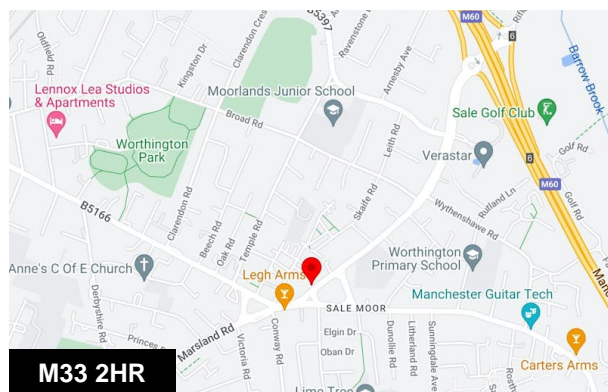 Oldfield Rd
Kingston Dr
Clarendon Cres
B5397
Ravenstone D
Arnesby Ave
6
Barrow Brook
Lennox Lea Studios
& Apartments
Moorlands Junior School
Broad Rd
Leith Rd
Sale Golf Club
Worthington
Park
Verastar
6
M60
Golf Rd
Golf Rd
Rutland Ln
B5166
Clarendon Rd
Beech Rd
Oak Rd
Temple Rd
Skaife Rd
Wythenshawe Rd
Anne's C Of E Church
Legh Arms
Worthington
Primary School
M60
Derbyshire Rd
SALE MOOR
Manchester Guitar Tech
Princes R
Marsland Rd
Victoria Rd
Conway Rd
Elgin Dr
Oban Dr
Dunollie Rd
Litherland Rd
Sunningdale Ave
Carters Arms
M33 2HR
Lime Tree